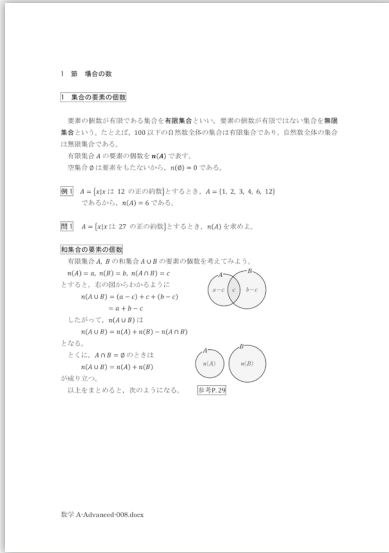 1 節 場合の数
1 集合の要素の個数
要素の個数が有限である集合を有限集合といい，要素の個数が有限ではない集合を無限
集合という。たとえば，100 以下の自然数全体の集合は有限集合であり，自然数全体の集合
は無限集合である。
有限集合 A の要素の個数を n(A) で表す。
空集合 ∅ は要素をもたないから，n(∅) = 0 である。
例 1 A = {x|x は 12 の正の約数}とするとき，A = {1, 2, 3, 4, 6, 12}
であるから，n(A) = 6 である。
問 1 A = {x|x は 27 の正の約数}とするとき，n(A) を求めよ。
和集合の要素の個数
有限集合 A, B の和集合 A ∪ B の要素の個数を考えてみよう。
n(A) = a, n(B) = b, n(A ∩ B) = c
とすると，右の図からわかるように
n(A ∪ B) = (a − c) + c + (b − c)
= a + b − c
A
B
a−c
c
b−c
したがって，n(A ∪ B) は
n(A ∪ B) = n(A) + n(B) − n(A ∩ B)
となる。
とくに，A ∩ B = ∅ のときは
n(A ∪ B) = n(A) + n(B)
A
B
n(A)
n(B)
が成り立つ。
以上をまとめると，次のようになる。
参考P.29
数学 A-Advanced-008.docx